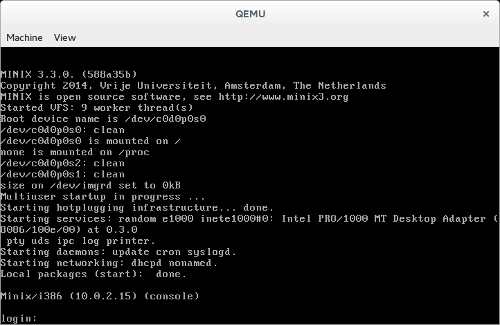 QEMU
Machine View
MINIX 3.3.0. (588a35b)
Copyright 2014, Vrije Universiteit, Amsterdam, The Netherlands
MINIX is open source software, see http://www.minix3.org
Started VFS: 9 worker thread(s)
Root device name is /dev/c0d0p0s0
/dev/c0d0p0s0: clean
/dev/c0d0p0s0 is mounted on /
none is mounted on /proc
/dev/c0d0p0s2: clean
/dev/c0d0p0s1: clean
size on /dev/imgrd set to 0kB
Multiuser startup in progress ...
Starting hotplugging infrastructure... done.
Starting services: random e1000 inete1000#0: Intel PRO/1000 MT Desktop Adapter (
8086/100e/00) at 0.3.0
pty uds ipc log printer.
Starting daemons: update cron syslogd.
Starting networking: dhcpd nonamed.
Local packages (start): done.
Minix/i386 (10.0.2.15) (console)
login: